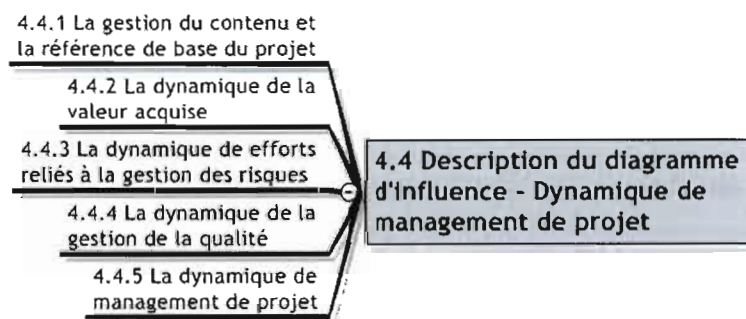 4.4.1 La gestion du contenu et
la référence de base du projet
4.4.2 La dynamique de la
valeur acquise
4.4.3 La dynamique de efforts
reliés à la gestion des risques
4.4.4 La dynamique de la
gestion de la qualité
4.4.5 La dynamique de
management de projet
4.4 Description du diagramme
d'influence - Dynamique de
management de projet